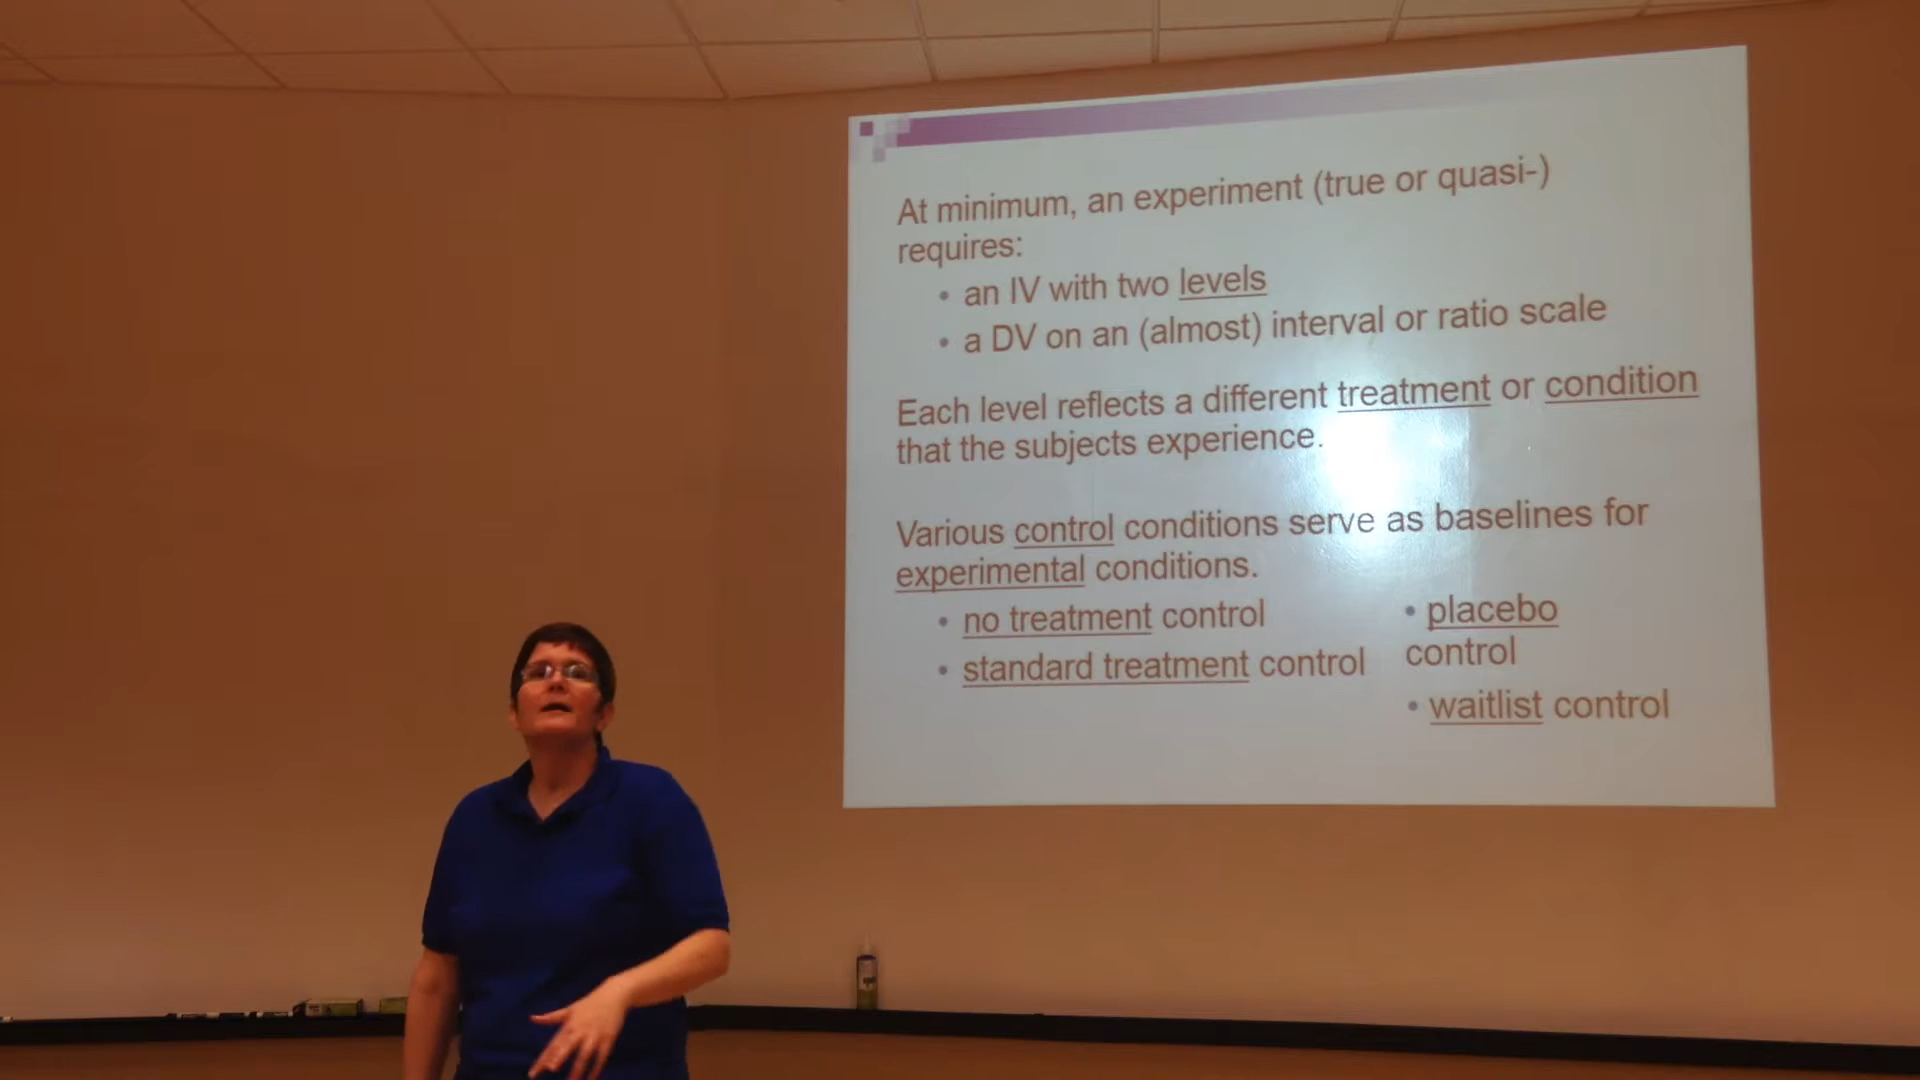 At minimum, an experiment (true or quasi-)
requires:
• an IV with two levels
• a DV on an (almost) interval or ratio scale
Each level reflects a different treatment or condition
that the subjects experience.
Various control conditions serve as baselines for
experimental conditions.
• no treatment control
• standard treatment control
• placebo
control
• waitlist control